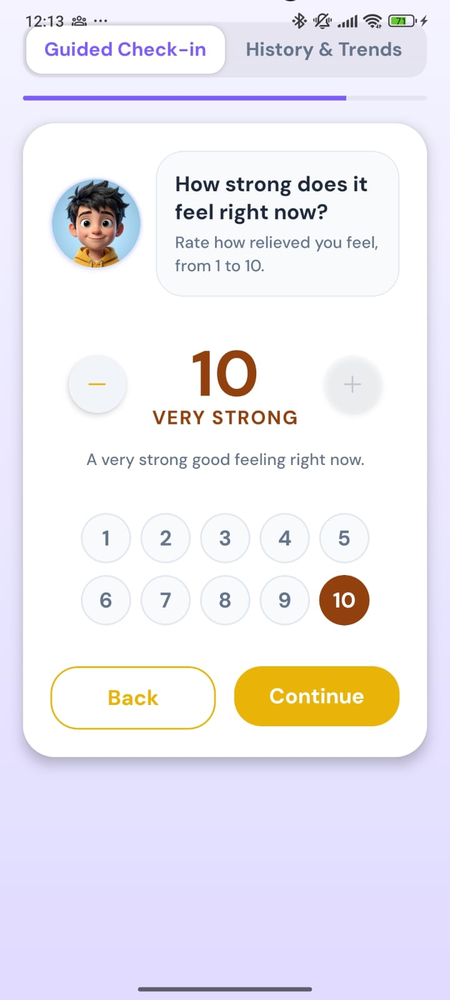 12:13
71
Guided Check-in
History & Trends
How strong does it
feel right now?
Rate how relieved you feel,
from 1 to 10.
10
VERY STRONG
A very strong good feeling right now.
1 2 3 4 5
6 7 8 9 10
Back
Continue